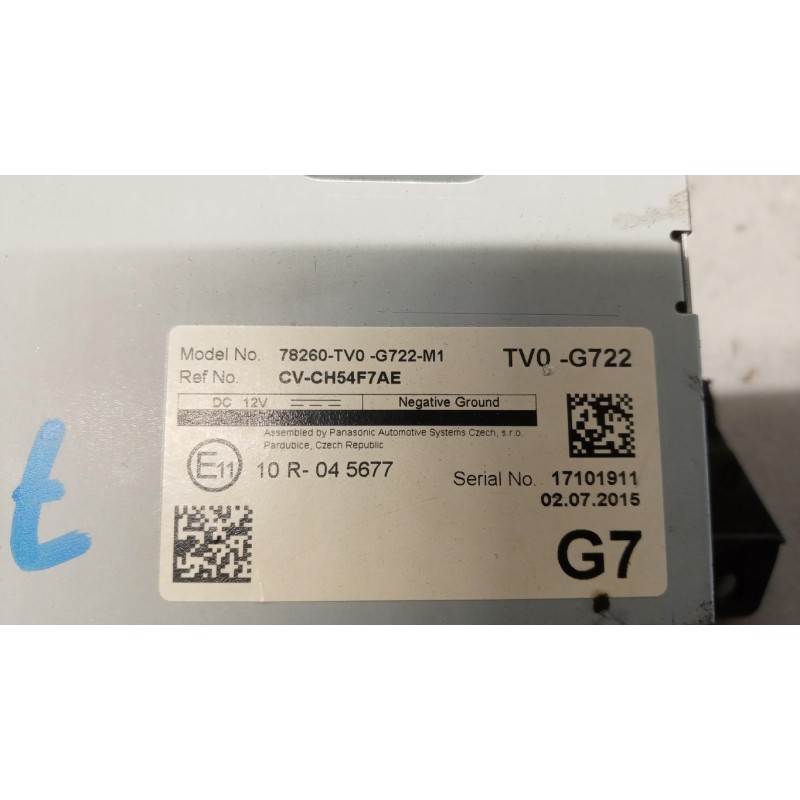 Model No. 78260-TV0 -G722-M1 TV0 -G722
Ref No. CV-CH54F7AE
DC 12V Negative Ground
Assembled by Panasonic Automotive Systems Czech, s.r.o.
Pardubice, Czech Republic
E11 10 R- 04 5677
Serial No. 17101911
02.07.2015
G7